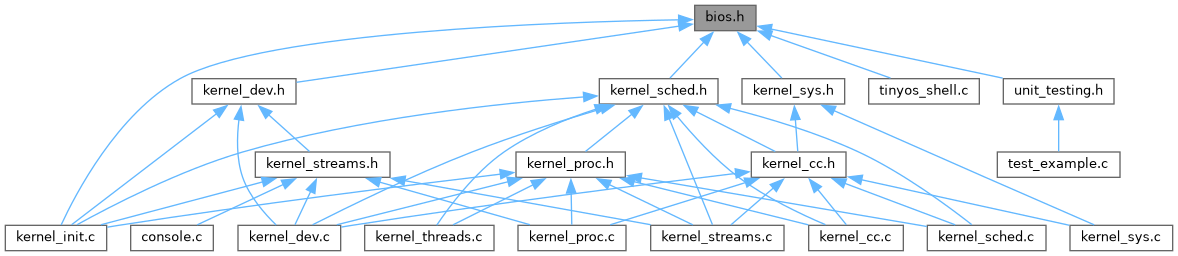 bios.h
kernel_dev.h
kernel_sched.h
kernel_sys.h
tinyos_shell.c
unit_testing.h
kernel_streams.h
kernel_proc.h
kernel_cc.h
test_example.c
kernel_init.c
console.c
kernel_dev.c
kernel_threads.c
kernel_proc.c
kernel_streams.c
kernel_cc.c
kernel_sched.c
kernel_sys.c